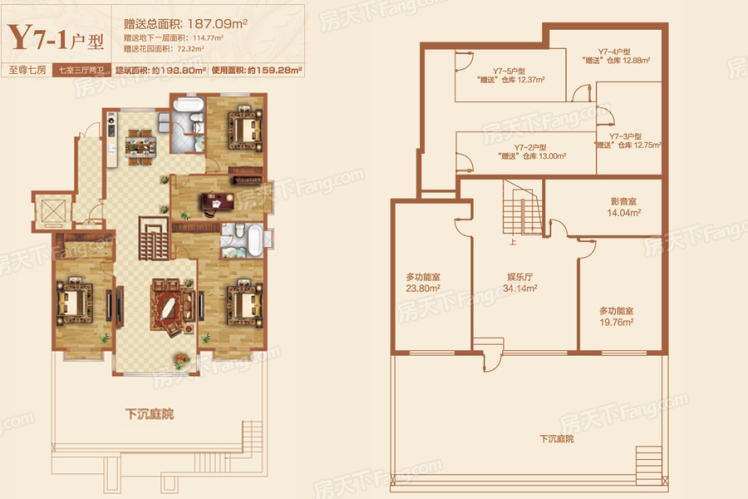 Y7-1户型
赠送总面积: 187.09m²
赠送地下一层面积: 114.77m²
赠送花园面积: 72.32m²
至尊七房
七室三厅两卫
建筑面积: 约193.80m²
使用面积: 约159.28m²
下沉庭院
Y7-5户型
"赠送" 仓库 12.37m²
Y7-4户型
"赠送" 仓库 12.88m²
Y7-2户型
"赠送" 仓库 13.00m²
Y7-3户型
"赠送" 仓库 12.75m²
影音室
14.04m²
上
多功能室
23.80m²
娱乐厅
34.14m²
多功能室
19.76m²
下沉庭院
房天下Fang.com